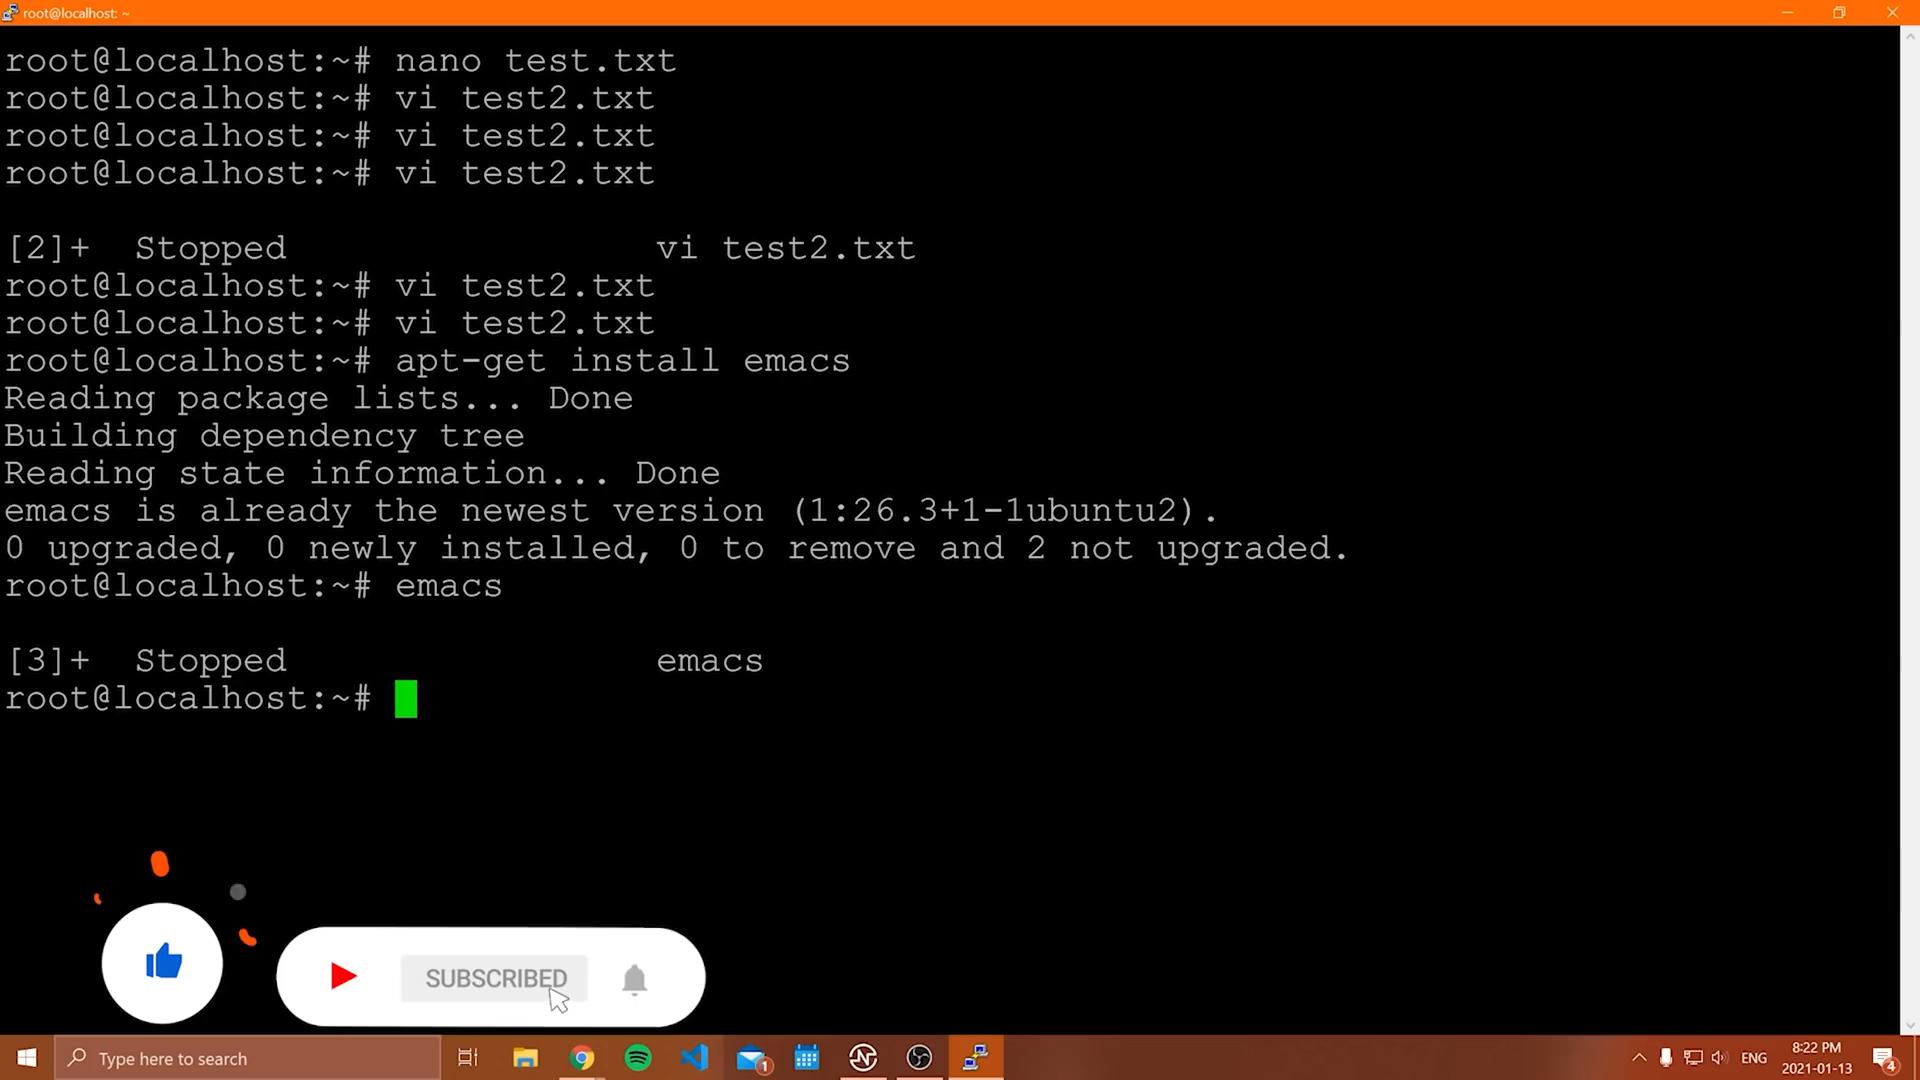 root@localhost: ~
root@localhost:~# nano test.txt
root@localhost:~# vi test2.txt
root@localhost:~# vi test2.txt
root@localhost:~# vi test2.txt
[2]+  Stopped                 vi test2.txt
root@localhost:~# vi test2.txt
root@localhost:~# vi test2.txt
root@localhost:~# apt-get install emacs
Reading package lists... Done
Building dependency tree
Reading state information... Done
emacs is already the newest version (1:26.3+1-1ubuntu2).
0 upgraded, 0 newly installed, 0 to remove and 2 not upgraded.
root@localhost:~# emacs
[3]+  Stopped                 emacs
root@localhost:~#
SUBSCRIBED
Type here to search
1
ENG
8:22 PM
2021-01-13
4